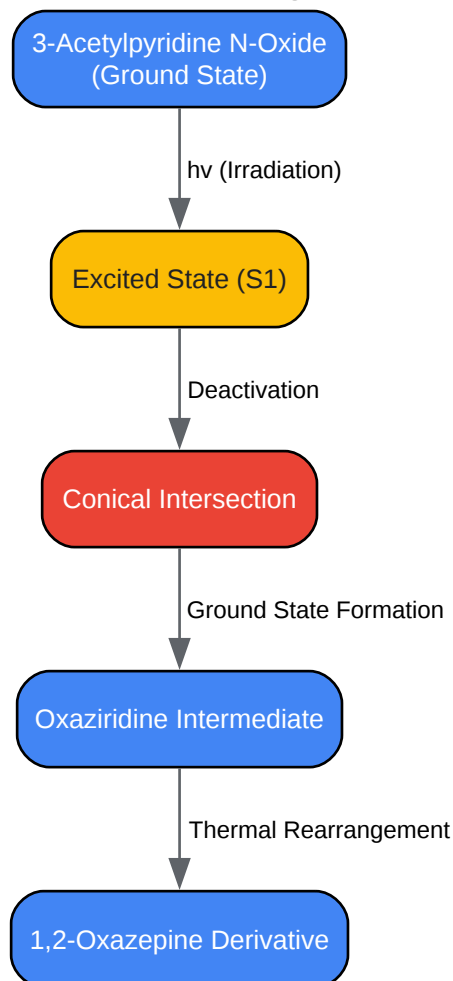 3-Acetylpyridine N-Oxide
(Ground State)
hv (Irradiation)
Excited State (S1)
Deactivation
Conical Intersection
Ground State Formation
Oxaziridine Intermediate
Thermal Rearrangement
1,2-Oxazepine Derivative